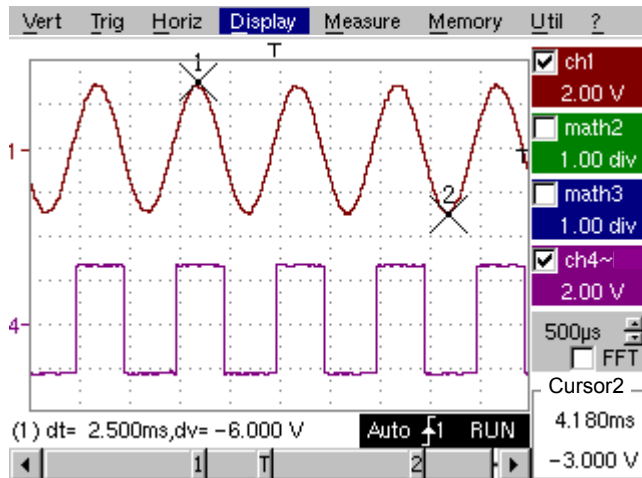 Vert Trig Horiz Display Measure Memory Util ?
T
1
2
1-
T
4-
ch1
2.00 V
math2
1.00 div
math3
1.00 div
ch4~
2.00 V
500µs
FFT
Cursor2
4.180ms
-3.000 V
(1) dt= 2.500ms,dv= -6.000 V
Auto 1 RUN
1 T 2